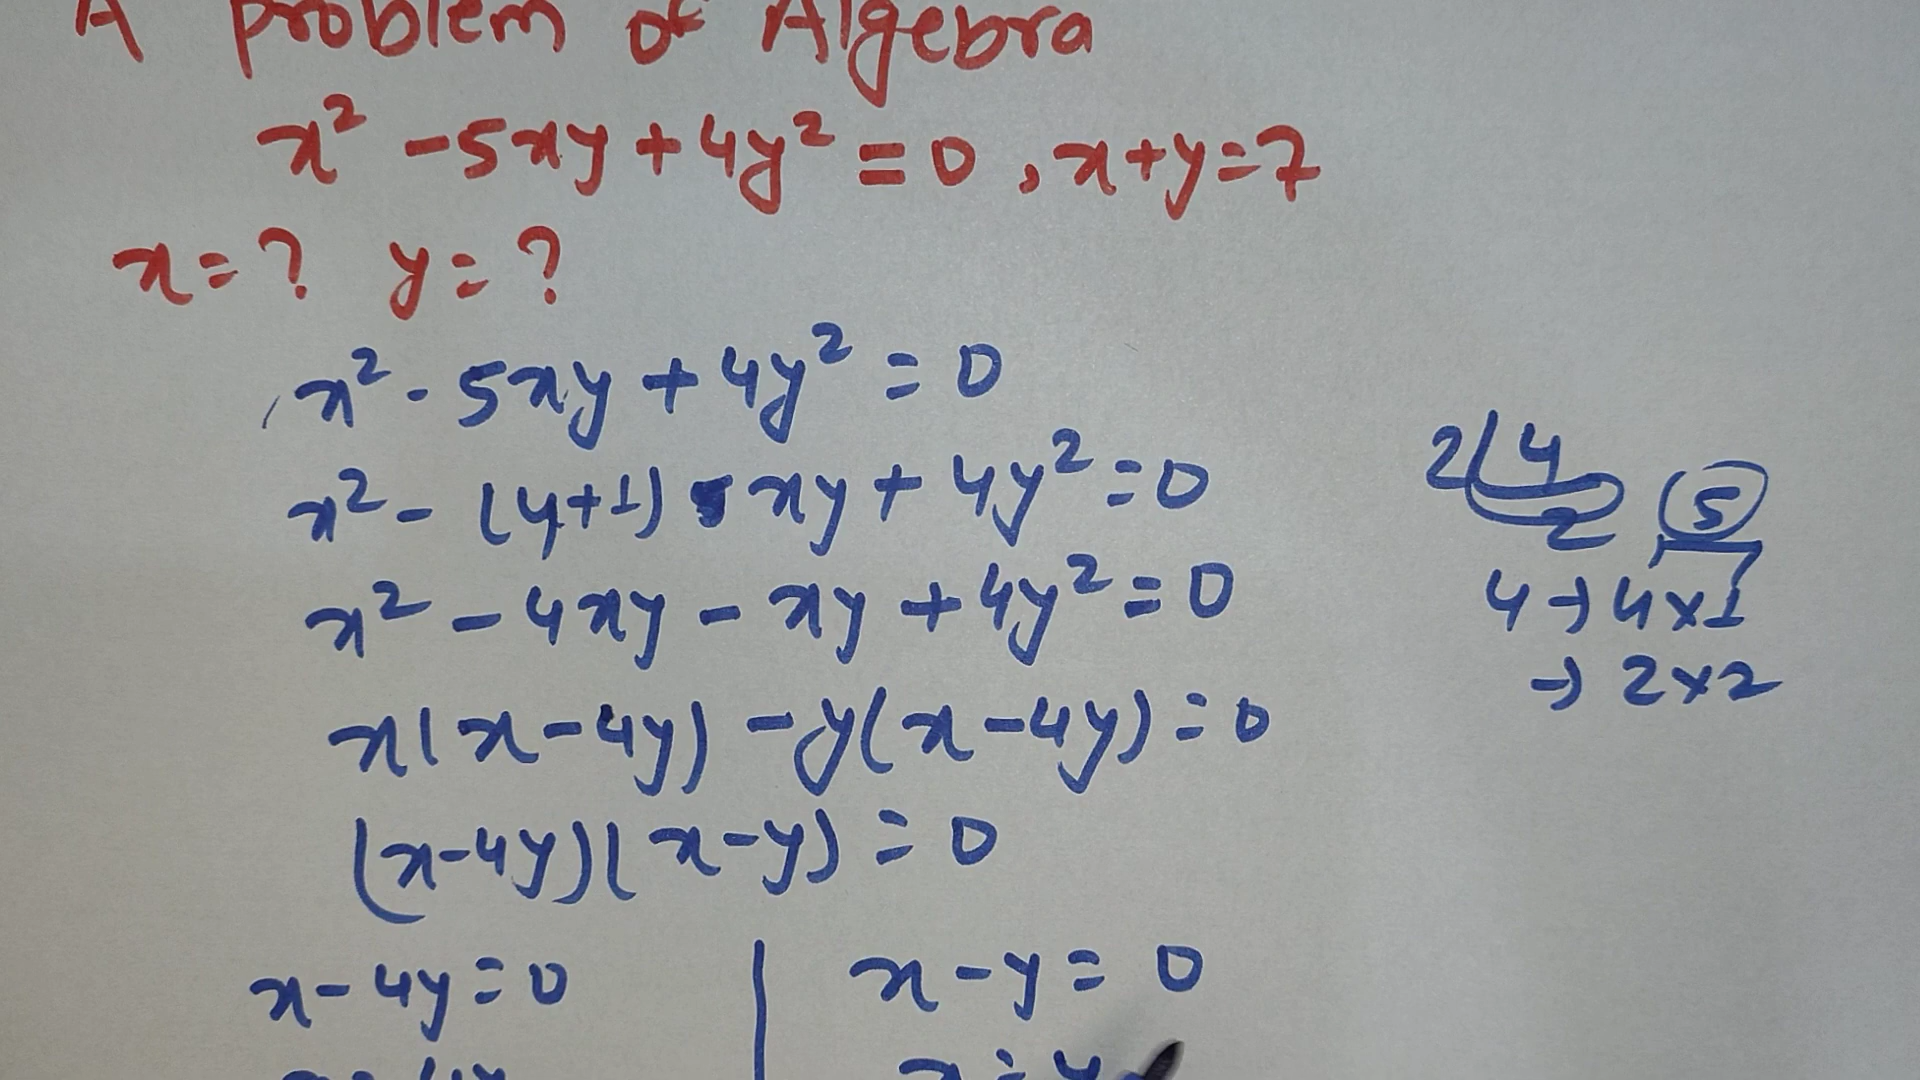 A problem of Algebra
x² - 5xy + 4y² = 0 , x + y = 7
x = ? y = ?
x² - 5xy + 4y² = 0
x² - (4+1) xy + 4y² = 0
x² - 4xy - xy + 4y² = 0
x(x-4y) - y(x-4y) = 0
(x-4y)(x-y) = 0
x - 4y = 0
x = 4y
x - y = 0
x = y
2 4
2 5
4 → 4×1
→ 2×2